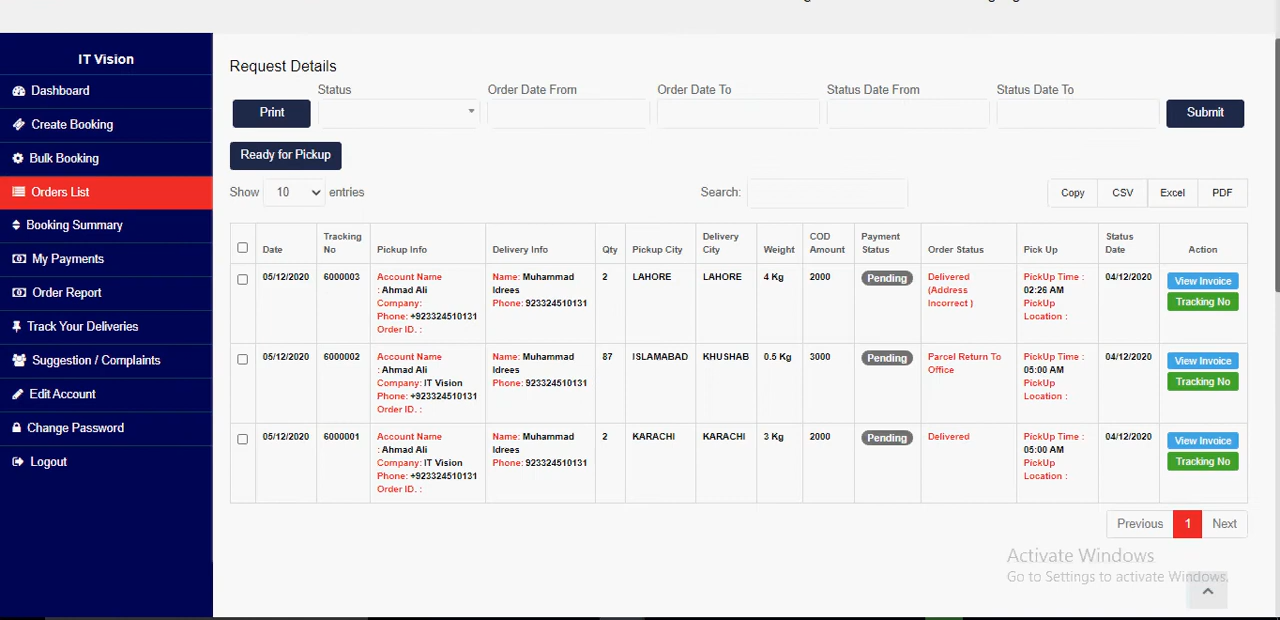 IT Vision
Dashboard
Create Booking
Bulk Booking
Orders List
Booking Summary
My Payments
Order Report
Track Your Deliveries
Suggestion / Complaints
Edit Account
Change Password
Logout
Request Details
Status Order Date From Order Date To Status Date From Status Date To
Print Submit
Ready for Pickup
Show 10 entries Search: Copy CSV Excel PDF
Date Tracking No Pickup Info Delivery Info Qty Pickup City Delivery City Weight COD Amount Payment Status Order Status Pick Up Status Date Action
05/12/2020 6000003 Account Name Name: Muhammad 2 LAHORE LAHORE 4 Kg 2000 Pending Delivered PickUp Time : 04/12/2020 View Invoice
: Ahmad Ali Idrees (Address 02:26 AM
Company: Phone: 923324510131 Incorrect ) PickUp Tracking No
Phone: +923324510131 Location :
Order ID. :
05/12/2020 6000002 Account Name Name: Muhammad 87 ISLAMABAD KHUSHAB 0.5 Kg 3000 Pending Parcel Return To PickUp Time : 04/12/2020 View Invoice
: Ahmad Ali Idrees Office 05:00 AM
Company: IT Vision Phone: 923324510131 PickUp Tracking No
Phone: +923324510131 Location :
Order ID. :
05/12/2020 6000001 Account Name Name: Muhammad 2 KARACHI KARACHI 3 Kg 2000 Pending Delivered PickUp Time : 04/12/2020 View Invoice
: Ahmad Ali Idrees 05:00 AM
Company: IT Vision Phone: 923324510131 PickUp Tracking No
Phone: +923324510131 Location :
Order ID. :
Previous 1 Next
Activate Windows
Go to Settings to activate Windows.